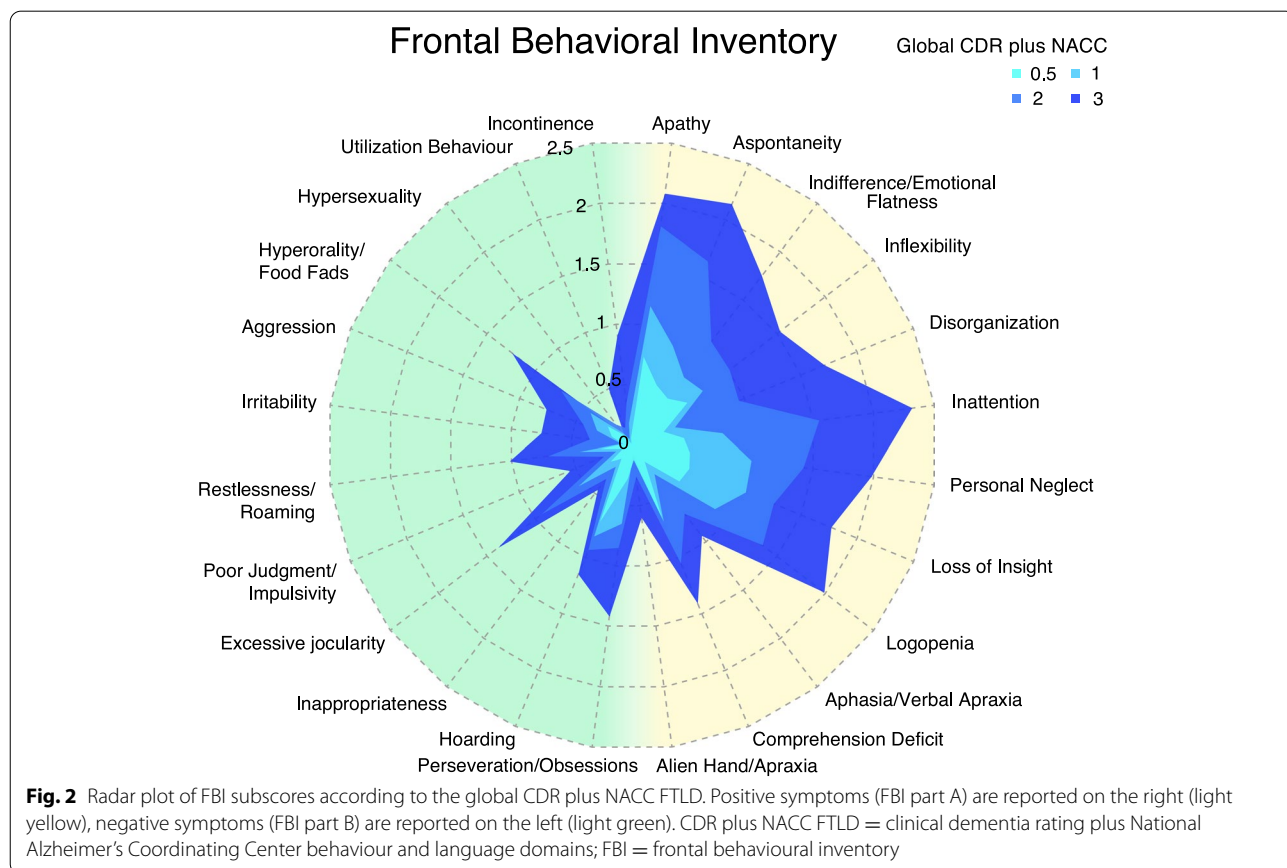 Frontal Behavioral Inventory
Global CDR plus NACC
0.5 1
2 3
Incontinence
Apathy
Utilization Behaviour
2.5
Aspontaneity
Hypersexuality
2
Indifference/Emotional
Flatness
Hyperorality/
Food Fads
1.5
Inflexibility
Aggression
1
Disorganization
Irritability
0.5
Inattention
0
Restlessness/
Roaming
Personal Neglect
Poor Judgment/
Impulsivity
Loss of Insight
Excessive jocularity
Logopenia
Inappropriateness
Aphasia/Verbal Apraxia
Hoarding
Comprehension Deficit
Perseveration/Obsessions
Alien Hand/Apraxia
Fig. 2 Radar plot of FBI subscores according to the global CDR plus NACC FTLD. Positive symptoms (FBI part A) are reported on the right (light
yellow), negative symptoms (FBI part B) are reported on the left (light green). CDR plus NACC FTLD = clinical dementia rating plus National
Alzheimer's Coordinating Center behaviour and language domains; FBI = frontal behavioural inventory